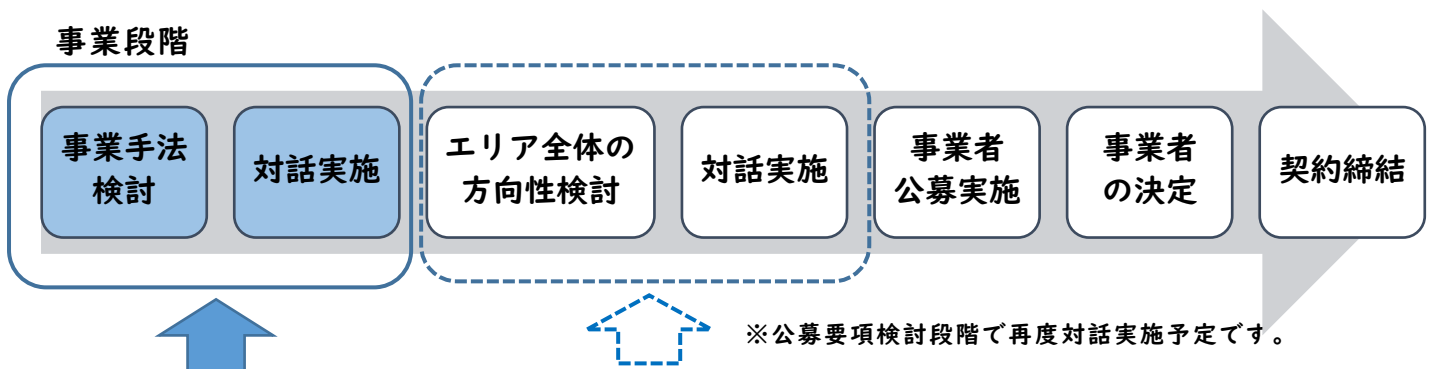 事業段階
事業手法
検討
対話実施
エリア全体の
方向性検討
対話実施
事業者
公募実施
事業者
の決定
契約締結
※公募要項検討段階で再度対話実施予定です。